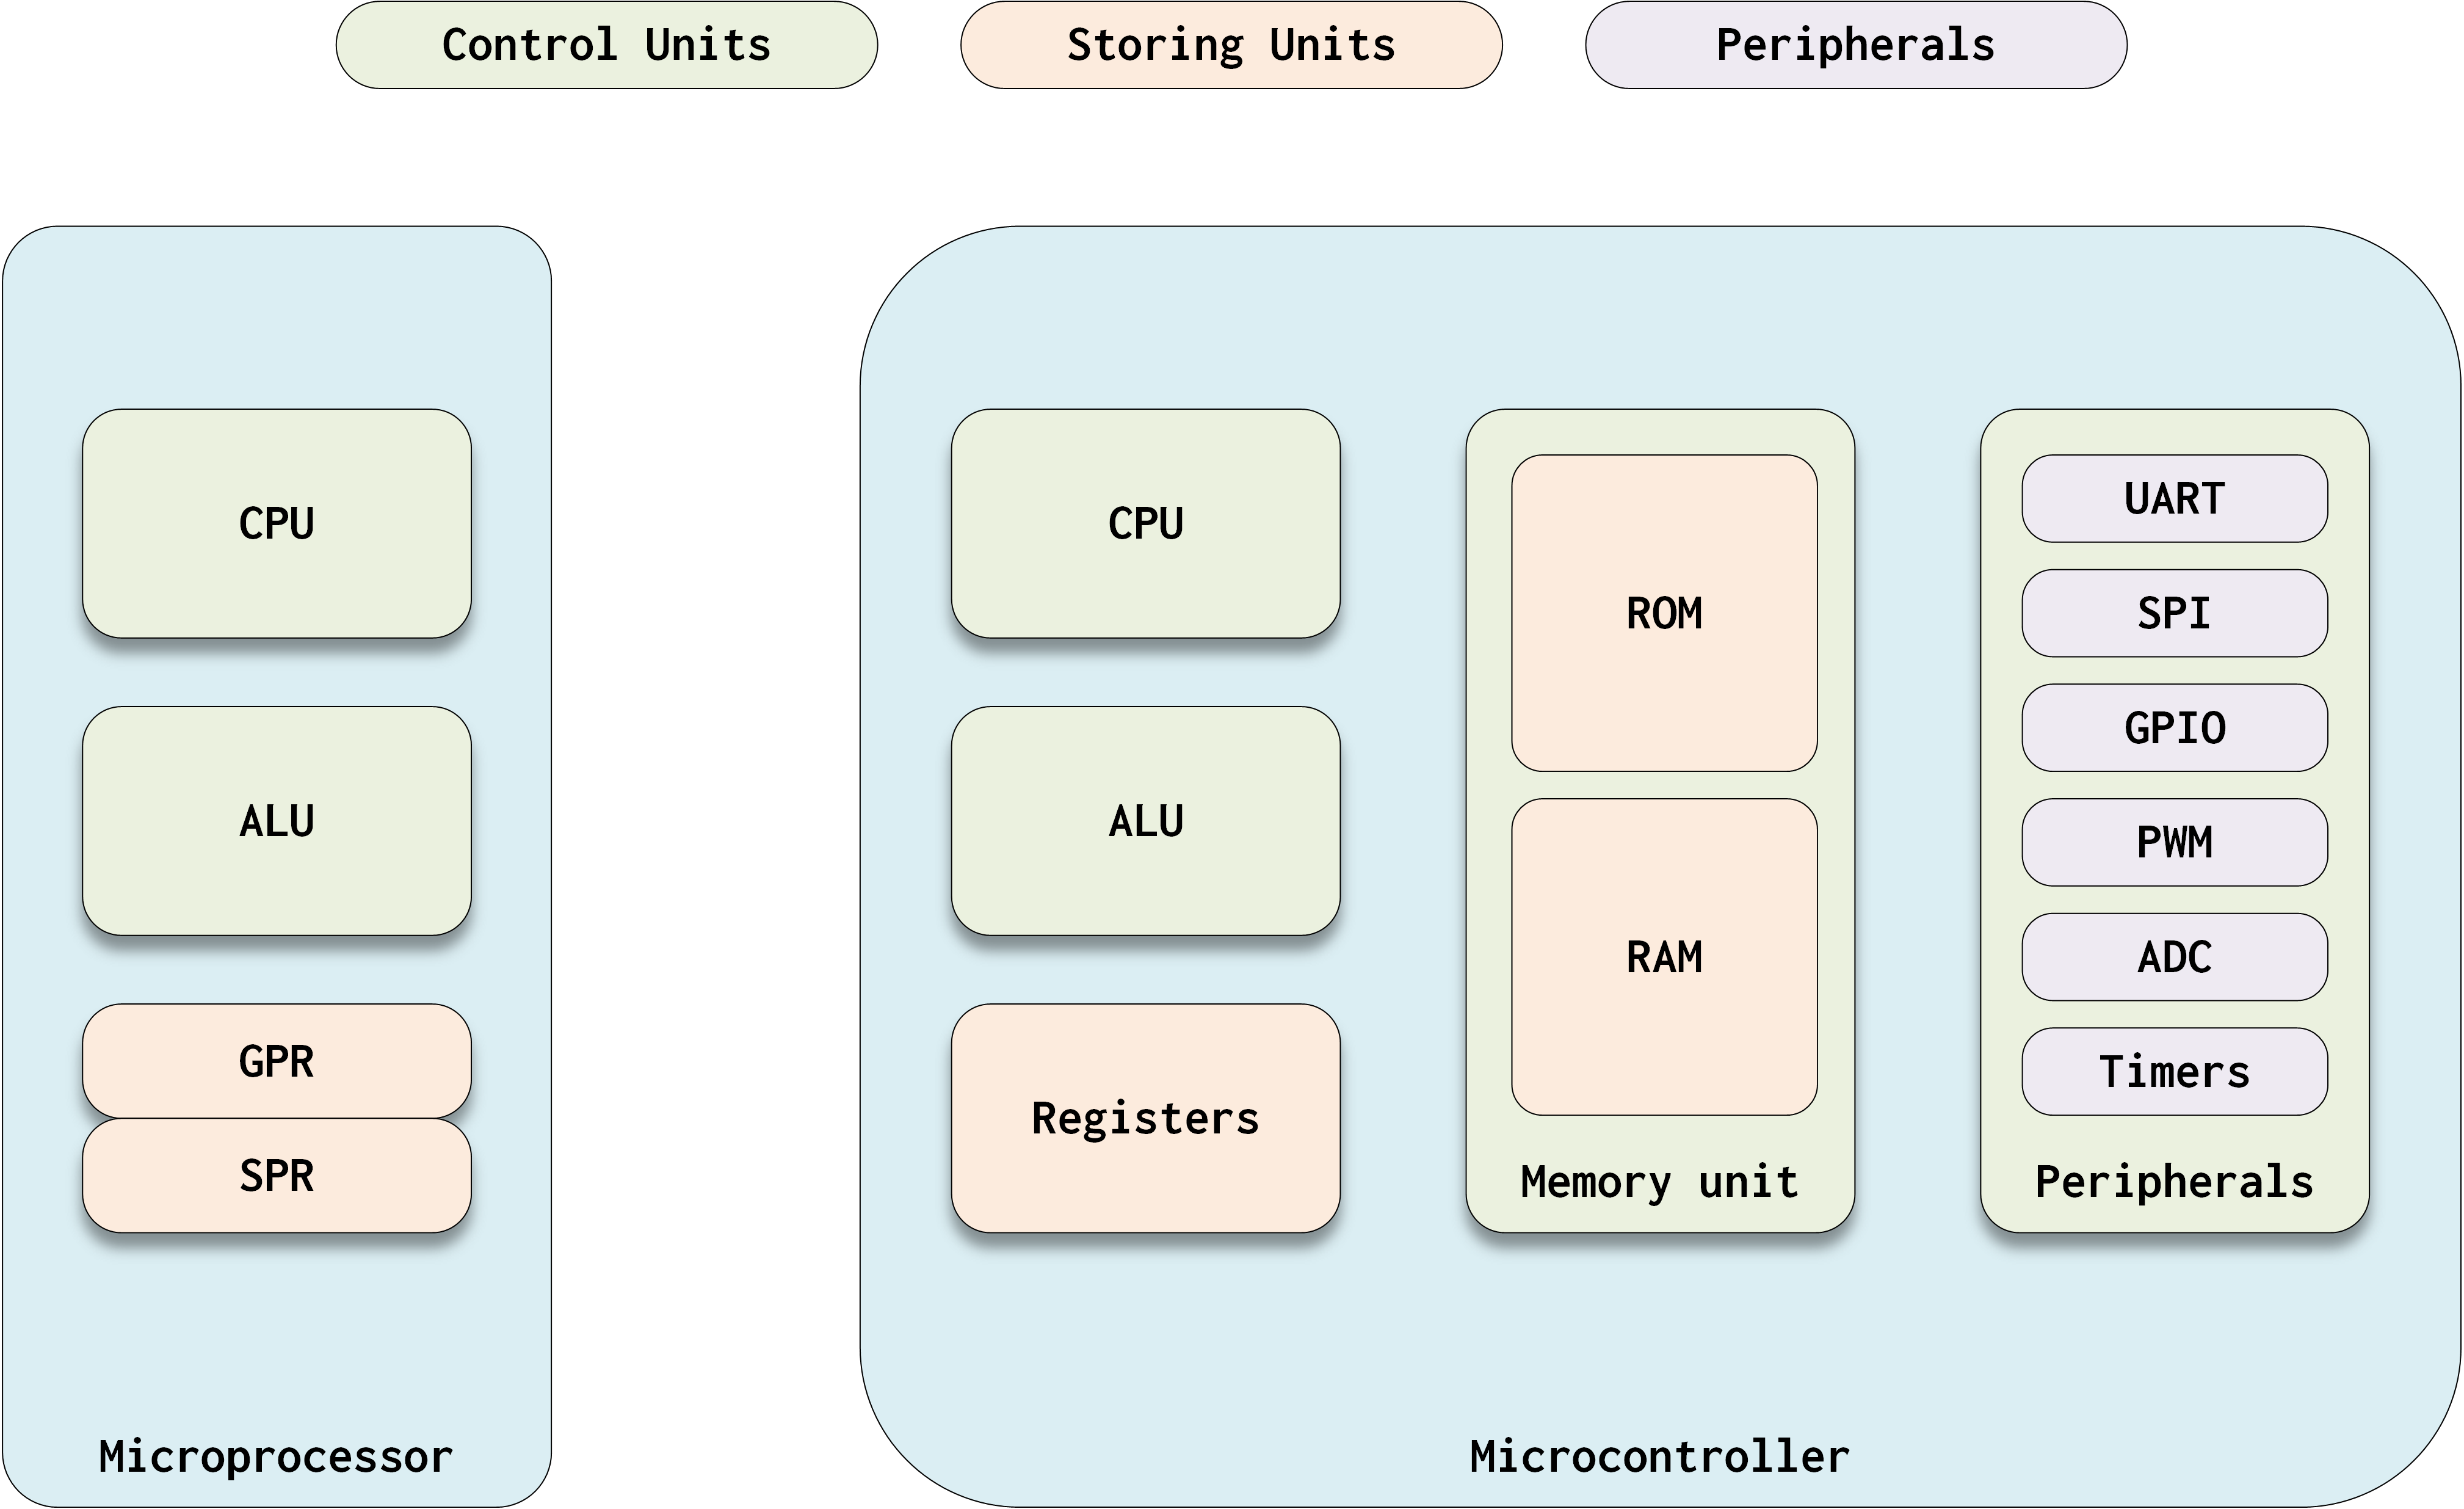 Control Units
Storing Units
Peripherals
CPU
ALU
GPR
SPR
Microprocessor
CPU
ALU
Registers
ROM
RAM
Memory unit
UART
SPI
GPIO
PWM
ADC
Timers
Peripherals
Microcontroller